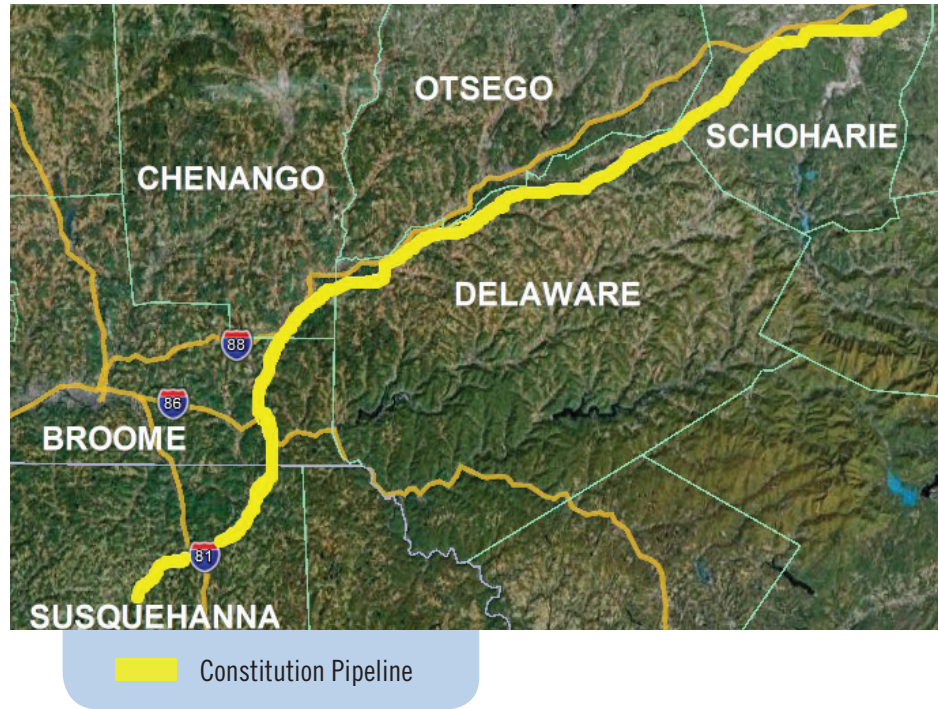 OTSEGO
SCHOHARIE
CHENANGO
DELAWARE
88
86
BROOME
81
SUSQUEHANNA
Constitution Pipeline